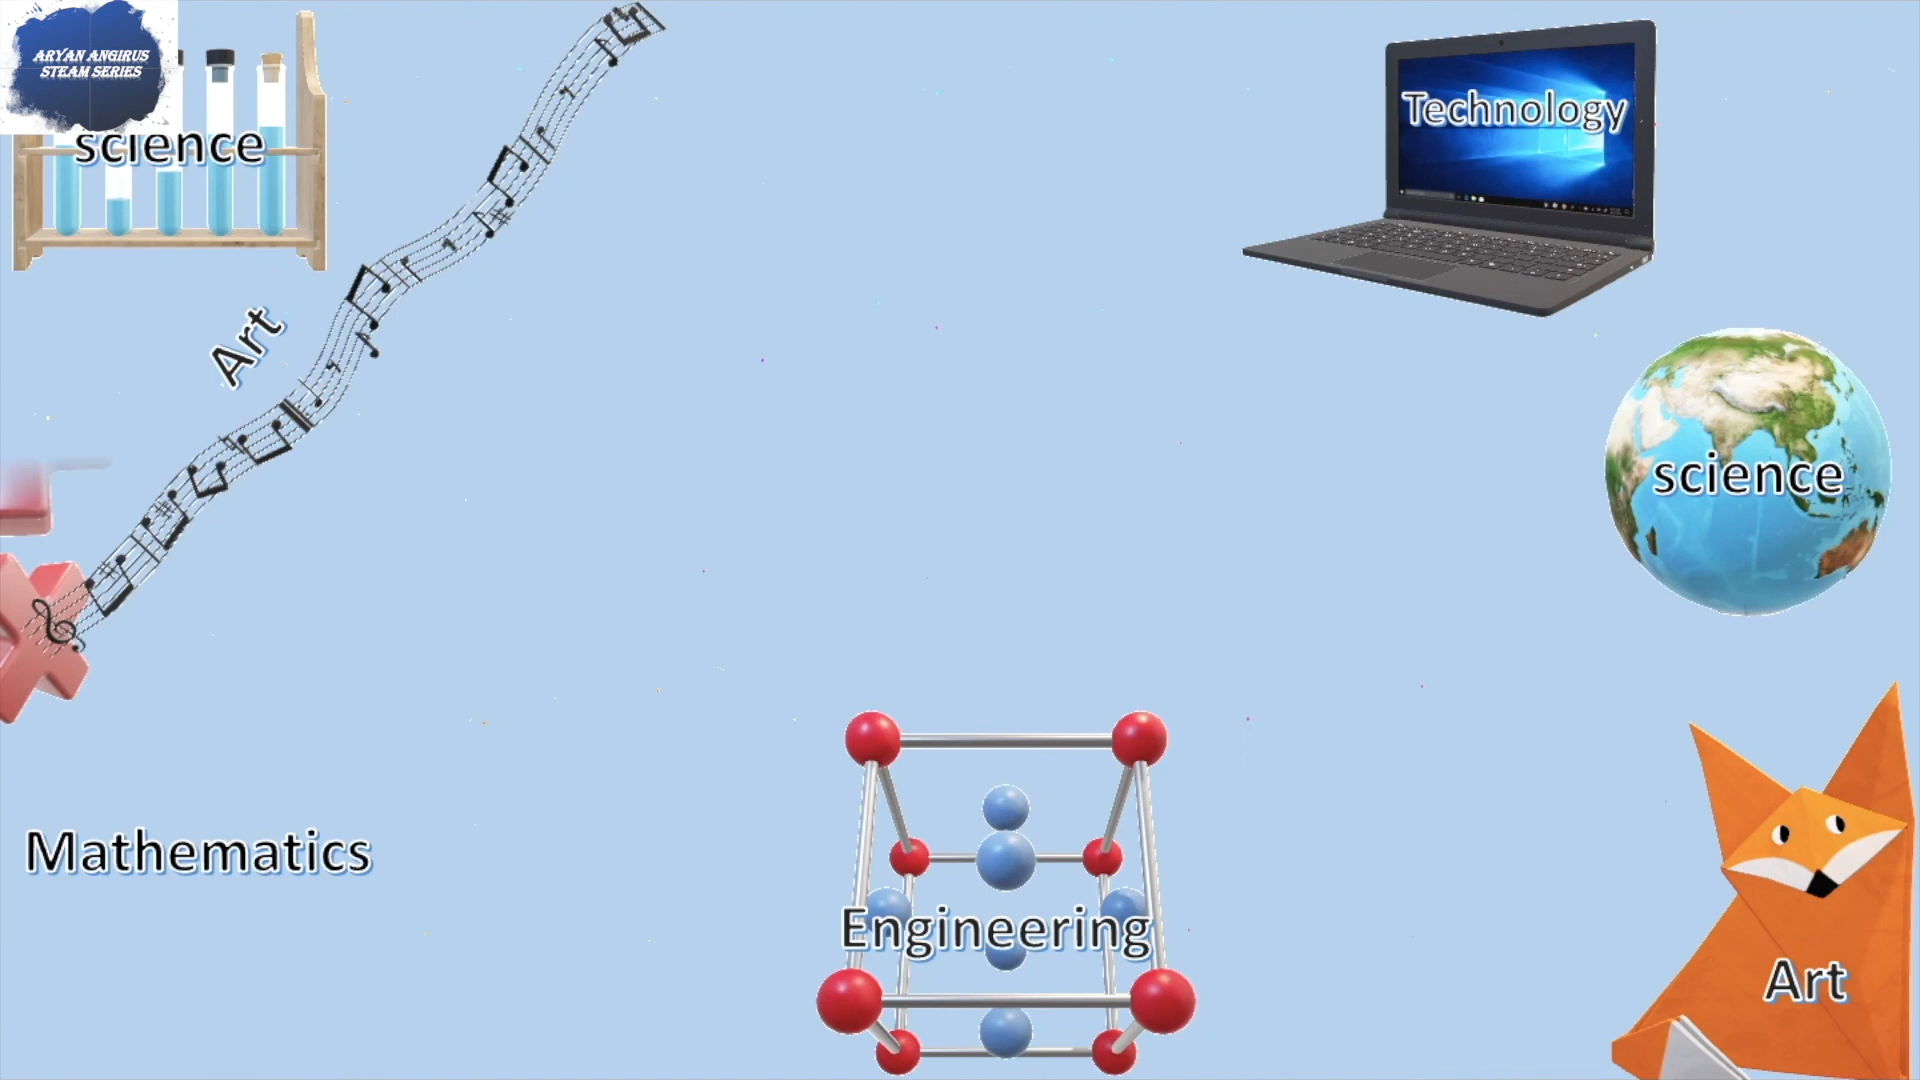 ARYAN ANGIRUS
STEAM SERIES
science
Technology
Art
science
Mathematics
Engineering
Art